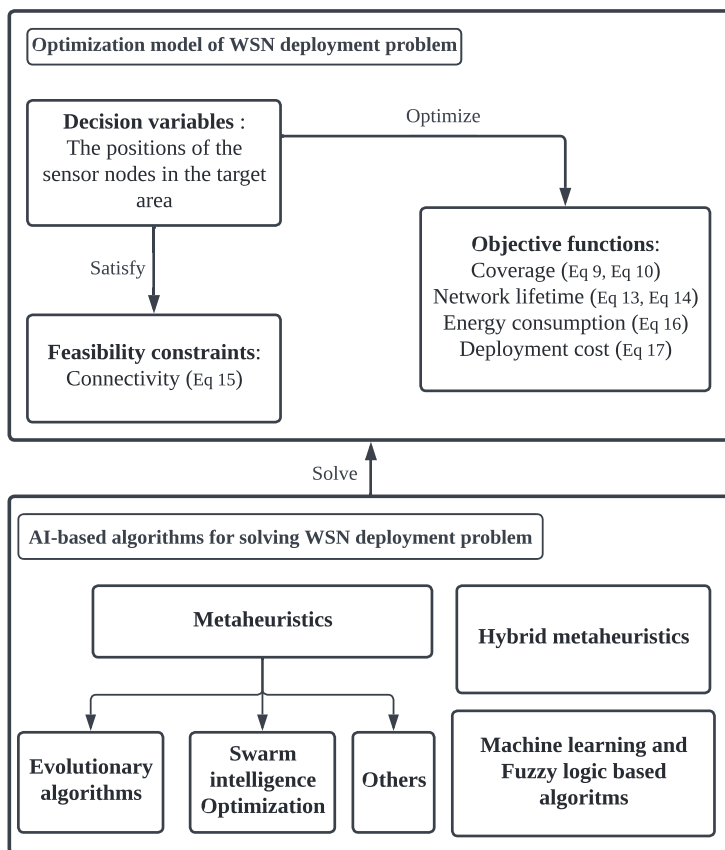 Optimization model of WSN deployment problem
Decision variables :
The positions of the
sensor nodes in the target
area
Optimize
Satisfy
Objective functions:
Coverage (Eq 9, Eq 10)
Network lifetime (Eq 13, Eq 14)
Energy consumption (Eq 16)
Deployment cost (Eq 17)
Feasibility constraints:
Connectivity (Eq 15)
Solve
AI-based algorithms for solving WSN deployment problem
Metaheuristics
Hybrid metaheuristics
Evolutionary
algorithms
Swarm
intelligence
Optimization
Others
Machine learning and
Fuzzy logic based
algoritms